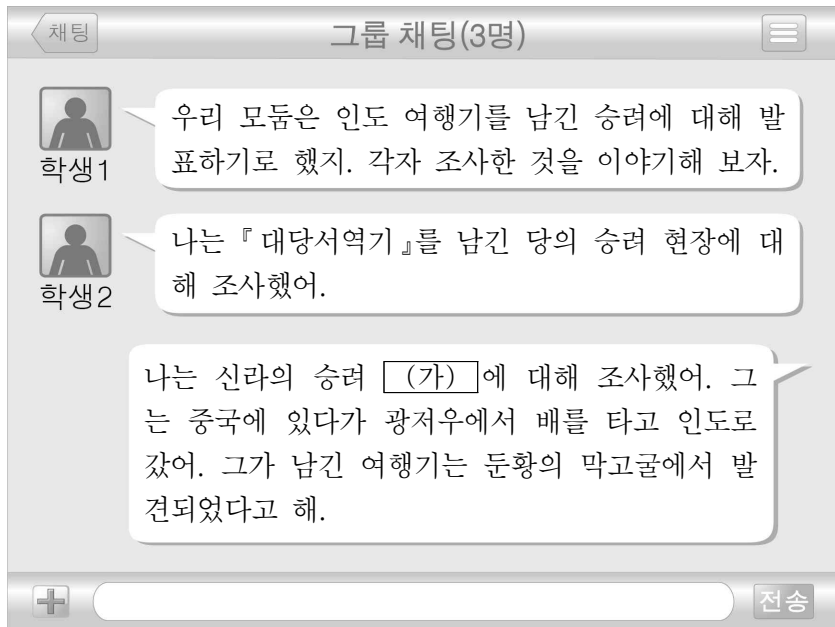 채팅
그룹 채팅(3명)
우리 모둠은 인도 여행기를 남긴 승려에 대해 발
표하기로 했지. 각자 조사한 것을 이야기해 보자.
학생1
나는 『대당서역기』를 남긴 당의 승려 현장에 대
해 조사했어.
학생2
나는 신라의 승려 (가) 에 대해 조사했어. 그
는 중국에 있다가 광저우에서 배를 타고 인도로
갔어. 그가 남긴 여행기는 둔황의 막고굴에서 발
견되었다고 해.
전송